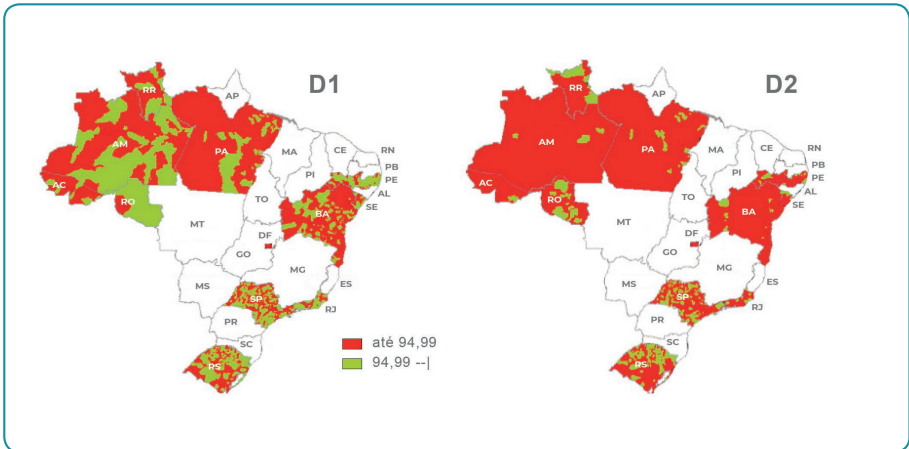 D1
RR
AP
AM
PA
MA
CE
RN
PB
PI
PE
AC
AL
TO
SE
RO
BA
MT
DF
GO
MG
MS
ES
SP
RJ
PR
SC
RS
até 94,99
94,99 --|
D2
RR
AP
AM
PA
MA
CE
RN
PB
PI
PE
AC
AL
TO
SE
RO
BA
MT
DF
GO
MG
MS
ES
SP
RJ
PR
SC
RS